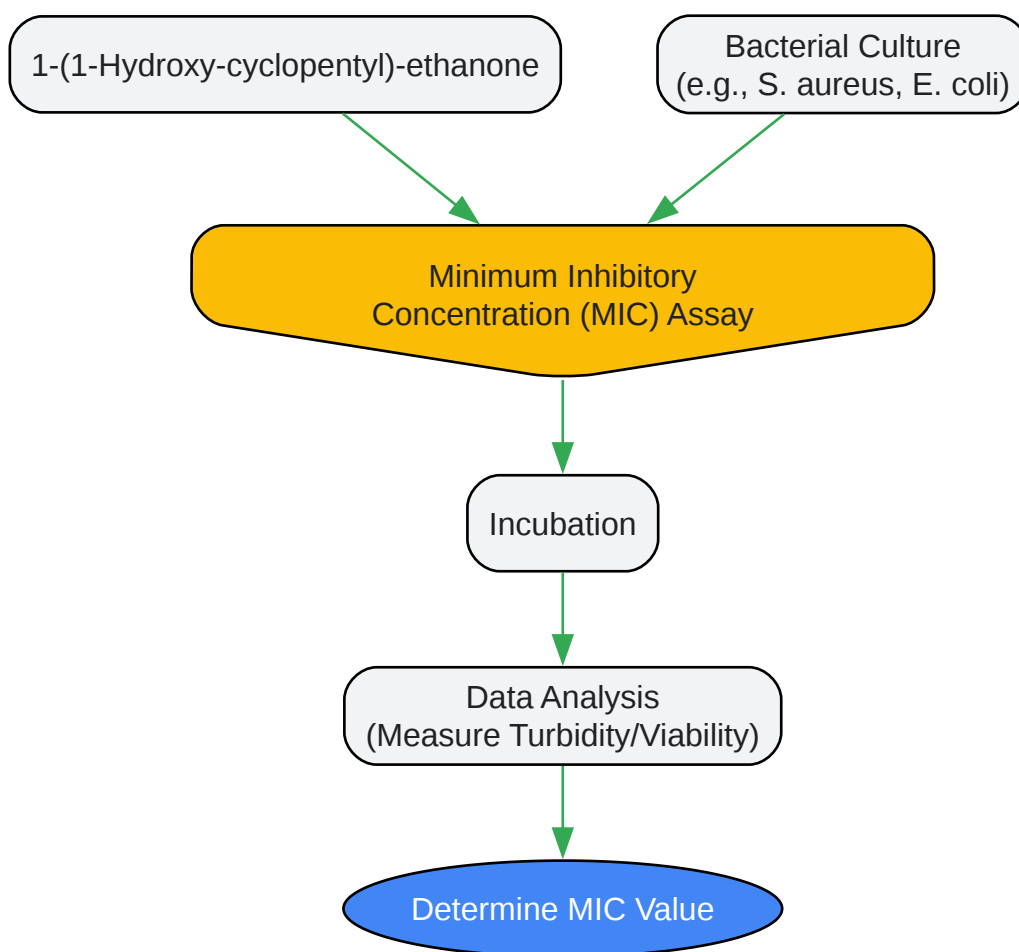 1-(1-Hydroxy-cyclopentyl)-ethanone
Bacterial Culture
(e.g., S. aureus, E. coli)
Minimum Inhibitory
Concentration (MIC) Assay
Incubation
Data Analysis
(Measure Turbidity/Viability)
Determine MIC Value